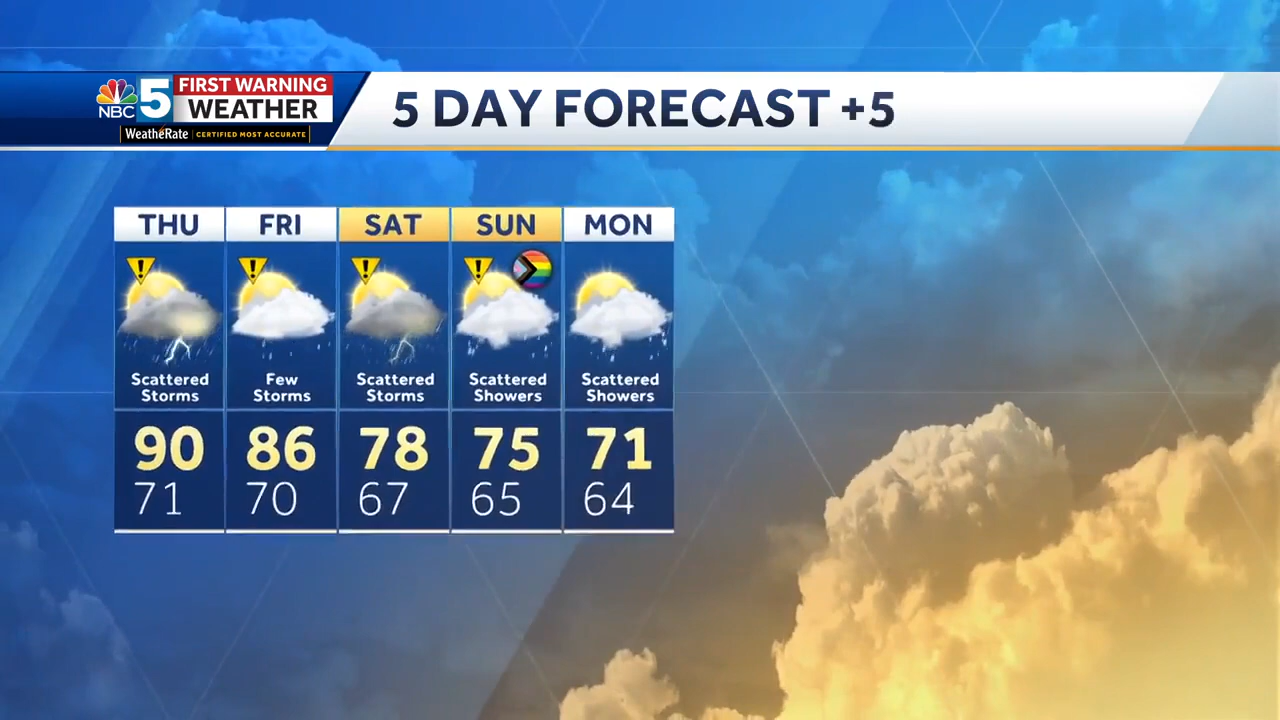 NBC 5 FIRST WARNING
WEATHER
WeatheRate CERTIFIED MOST ACCURATE
5 DAY FORECAST +5
THU FRI SAT SUN MON
! ! ! !
Scattered Few Scattered Scattered Scattered
Storms Storms Storms Showers Showers
90 86 78 75 71
71 70 67 65 64